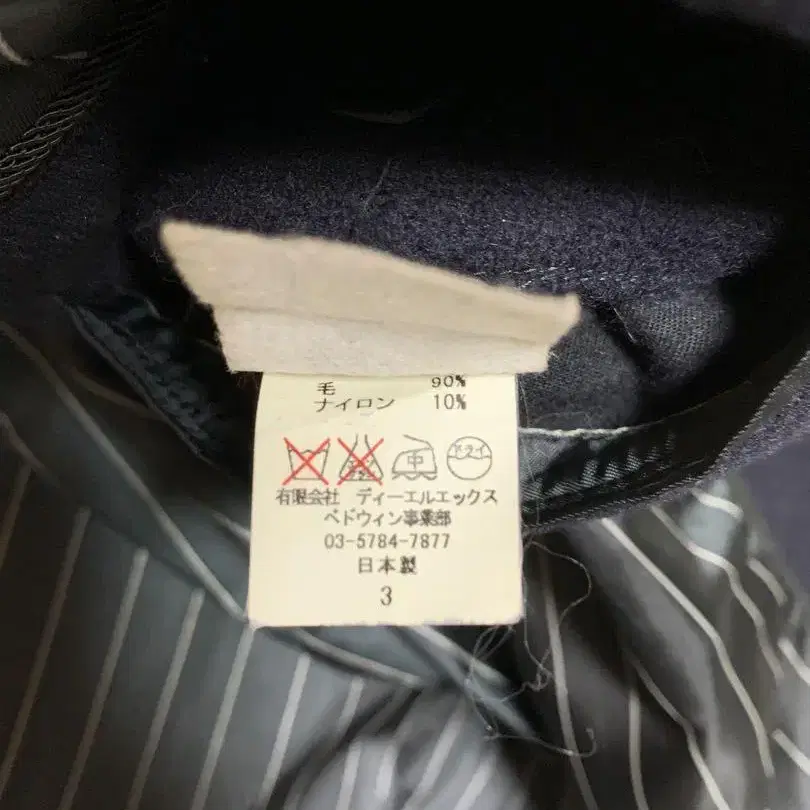 毛 90%
ナイロン 10%
中 ドライ
有限会社 ディーエルエックス
ベドウィン事業部
03-5784-7877
日本製
3